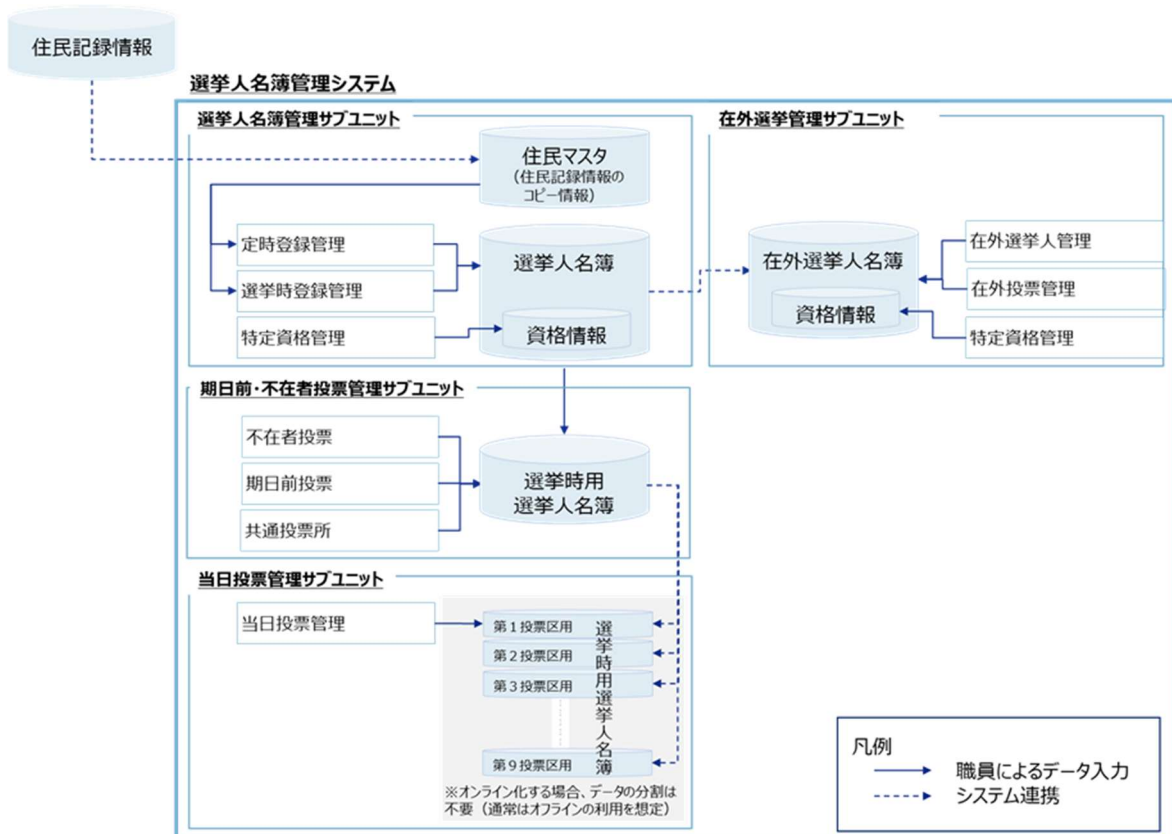 住民記録情報
選挙人名簿管理システム
選挙人名簿管理サブユニット
住民マスタ
(住民記録情報の
コピー情報)
定時登録管理
選挙時登録管理
特定資格管理
選挙人名簿
資格情報
在外選挙管理サブユニット
在外選挙人名簿
資格情報
在外選挙人管理
在外投票管理
特定資格管理
期日前・不在者投票管理サブユニット
不在者投票
期日前投票
共通投票所
選挙時用
選挙人名簿
当日投票管理サブユニット
当日投票管理
第1投票区用
第2投票区用
第3投票区用
第9投票区用
選挙時用選挙人名簿
※オンライン化する場合、データの分割は
不要（通常はオフラインの利用を想定）
凡例
職員によるデータ入力
システム連携